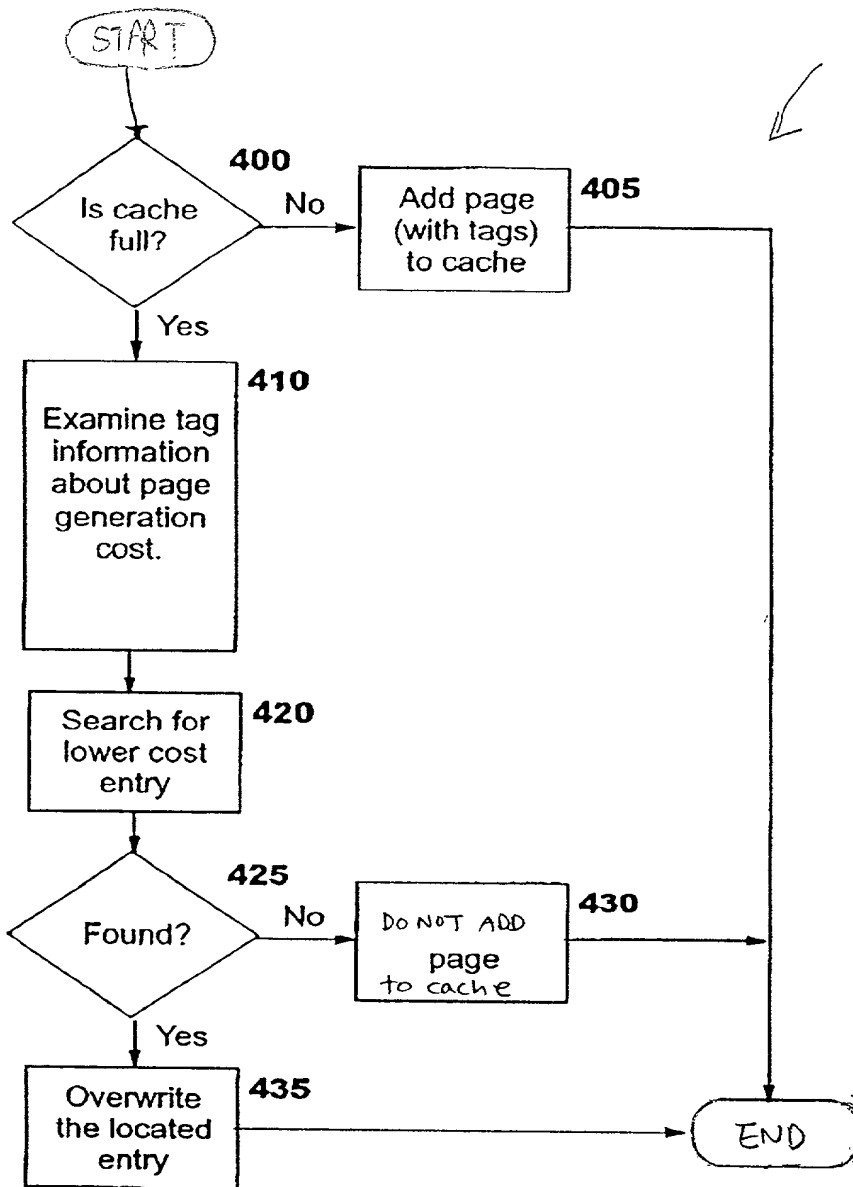 START
400
Is cache
full?
No
405
Add page
(with tags)
to cache
Yes
410
Examine tag
information
about page
generation
cost.
420
Search for
lower cost
entry
425
Found?
No
430
DO NOT ADD
page
to cache
Yes
435
Overwrite
the located
entry
END